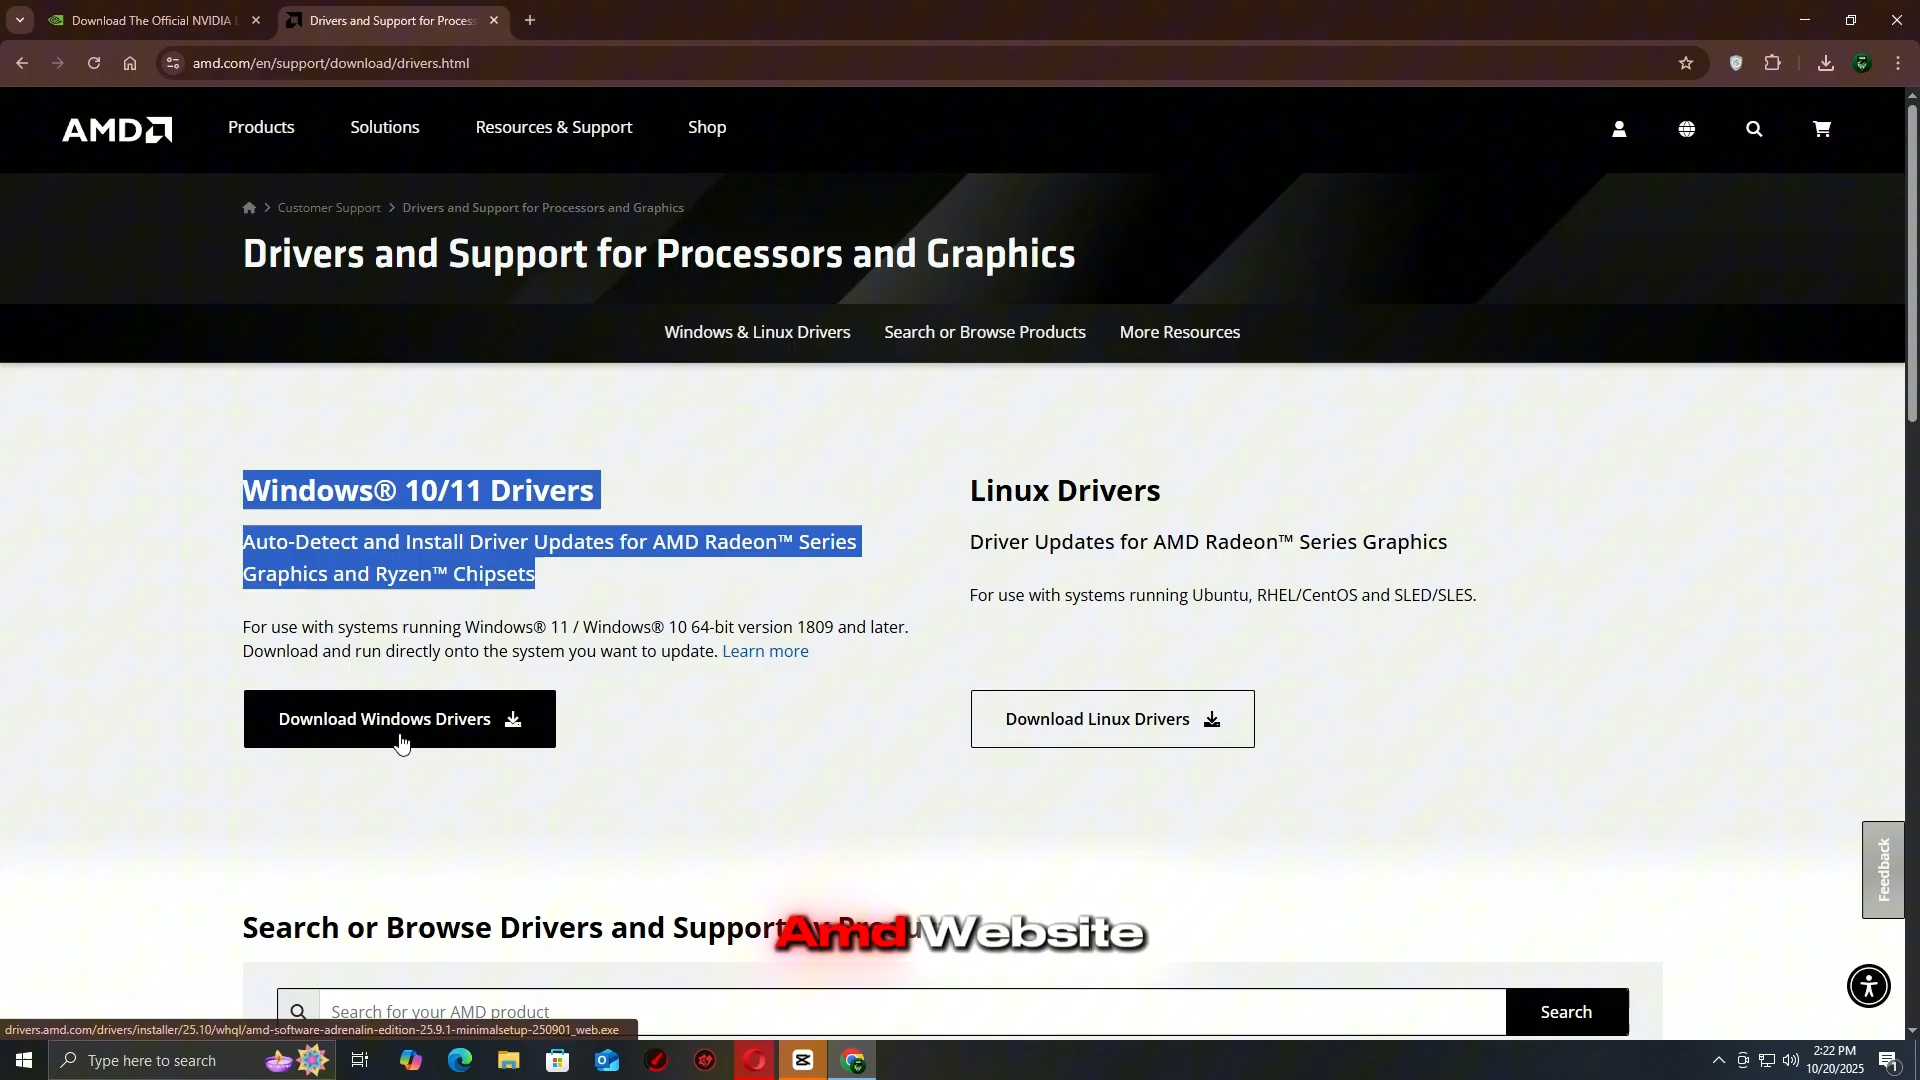 Download The Official NVIDIA
Drivers and Support for Process
amd.com/en/support/download/drivers.html
AMD
Products
Solutions
Resources & Support
Shop
Customer Support
Drivers and Support for Processors and Graphics
Drivers and Support for Processors and Graphics
Windows & Linux Drivers
Search or Browse Products
More Resources
Windows® 10/11 Drivers
Auto-Detect and Install Driver Updates for AMD Radeon™ Series
Graphics and Ryzen™ Chipsets
For use with systems running Windows® 11 / Windows® 10 64-bit version 1809 and later.
Download and run directly onto the system you want to update. Learn more
Download Windows Drivers
Linux Drivers
Driver Updates for AMD Radeon™ Series Graphics
For use with systems running Ubuntu, RHEL/CentOS and SLED/SLES.
Download Linux Drivers
Feedback
Search or Browse Drivers and Support
Amd Website
Search for your AMD product
Search
drivers.amd.com/drivers/installer/25.10/whql/amd-software-adrenalin-edition-25.9.1-minimalsetup-250901_web.exe
Type here to search
2:22 PM
10/20/2025
1